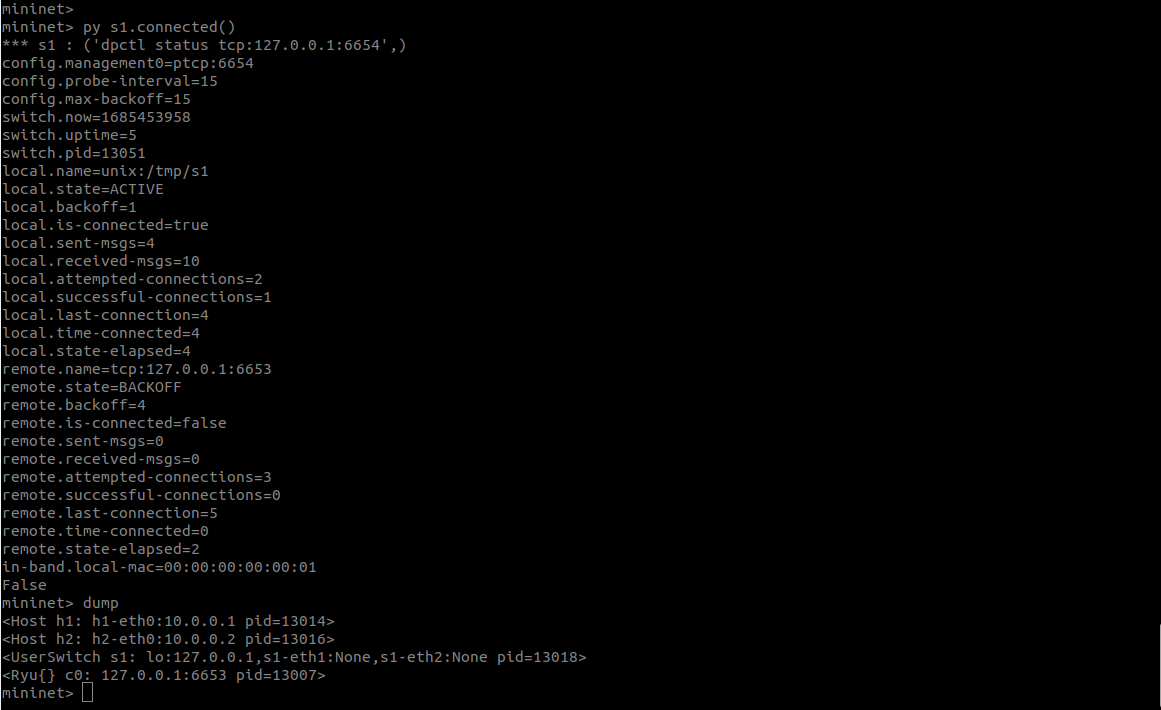 mininet>
mininet> py s1.connected()
*** s1 : ('dpctl status tcp:127.0.0.1:6654',)
config.management0=ptcp:6654
config.probe-interval=15
config.max-backoff=15
switch.now=1685453958
switch.uptime=5
switch.pid=13051
local.name=unix:/tmp/s1
local.state=ACTIVE
local.backoff=1
local.is-connected=true
local.sent-msgs=4
local.received-msgs=10
local.attempted-connections=2
local.successful-connections=1
local.last-connection=4
local.time-connected=4
local.state-elapsed=4
remote.name=tcp:127.0.0.1:6653
remote.state=BACKOFF
remote.backoff=4
remote.is-connected=false
remote.sent-msgs=0
remote.received-msgs=0
remote.attempted-connections=3
remote.successful-connections=0
remote.last-connection=5
remote.time-connected=0
remote.state-elapsed=2
in-band.local-mac=00:00:00:00:00:01
False
mininet> dump
<Host h1: h1-eth0:10.0.0.1 pid=13014>
<Host h2: h2-eth0:10.0.0.2 pid=13016>
<UserSwitch s1: lo:127.0.0.1,s1-eth1:None,s1-eth2:None pid=13018>
<Ryu{} c0: 127.0.0.1:6653 pid=13007>
mininet>